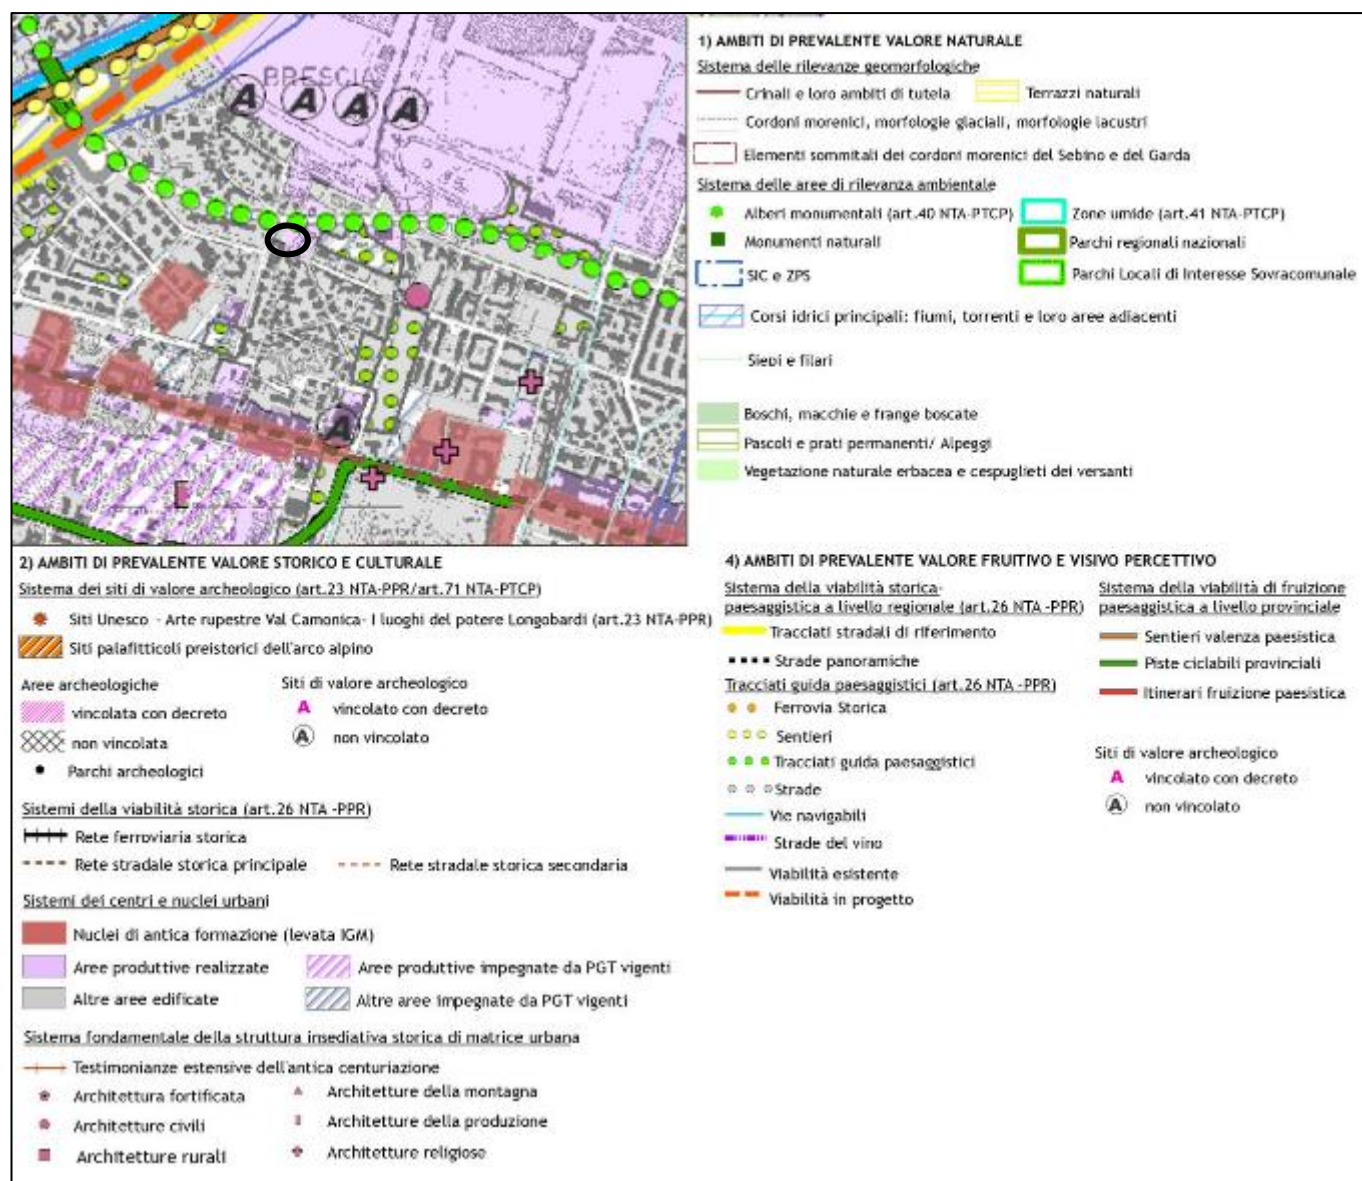 BRESCIA
A A A A
A
1) AMBITI DI PREVALENTE VALORE NATURALE
Sistema delle rilevanze geomorfologiche
Crinali e loro ambiti di tutela
Terrazzi naturali
Cordoni morenici, morfologie glaciali, morfologie lacustri
Elementi sommitali dei cordoni morenici del Sebino e del Garda
Sistema delle aree di rilevanza ambientale
Alberi monumentali (art.40 NTA-PTCP)
Zone umide (art.41 NTA-PTCP)
Monumenti naturali
Parchi regionali nazionali
SIC e ZPS
Parchi Locali di Interesse Sovracomunale
Corsi idrici principali: fiumi, torrenti e loro aree adiacenti
Siepi e filari
Boschi, macchie e frange boscate
Pascoli e prati permanenti/ Alpeggi
Vegetazione naturale erbacea e cespuglieti dei versanti
2) AMBITI DI PREVALENTE VALORE STORICO E CULTURALE
Sistema dei siti di valore archeologico (art.23 NTA-PPR/art.71 NTA-PTCP)
Siti Unesco - Arte rupestre Val Camonica- I luoghi del potere Longobardi (art.23 NTA-PPR)
Siti palafitticoli preistorici dell'arco alpino
Aree archeologiche
Siti di valore archeologico
vincolata con decreto
A vincolato con decreto
non vincolata
A non vincolato
Parchi archeologici
Sistemi della viabilità storica (art.26 NTA -PPR)
Rete ferroviaria storica
Rete stradale storica principale
Rete stradale storica secondaria
Sistemi dei centri e nuclei urbani
Nuclei di antica formazione (levata IGM)
Aree produttive realizzate
Aree produttive impegnate da PGT vigenti
Altre aree edificate
Altre aree impegnate da PGT vigenti
Sistema fondamentale della struttura insediativa storica di matrice urbana
Testimonianze estensive dell'antica centuriazione
Architettura fortificata
Architetture della montagna
Architetture civili
Architetture della produzione
Architetture rurali
Architetture religiose
4) AMBITI DI PREVALENTE VALORE FRUITIVO E VISIVO PERCETTIVO
Sistema della viabilità storica-
paesaggistica a livello regionale (art.26 NTA -PPR)
Tracciati stradali di riferimento
Strade panoramiche
Tracciati guida paesaggistici (art.26 NTA -PPR)
Ferrovia Storica
Sentieri
Tracciati guida paesaggistici
Strade
Vie navigabili
Strade del vino
Viabilità esistente
Viabilità in progetto
Sistema della viabilità di fruizione
paesaggistica a livello provinciale
Sentieri valenza paesistica
Piste ciclabili provinciali
Itinerari fruizione paesistica
Siti di valore archeologico
A vincolato con decreto
A non vincolato